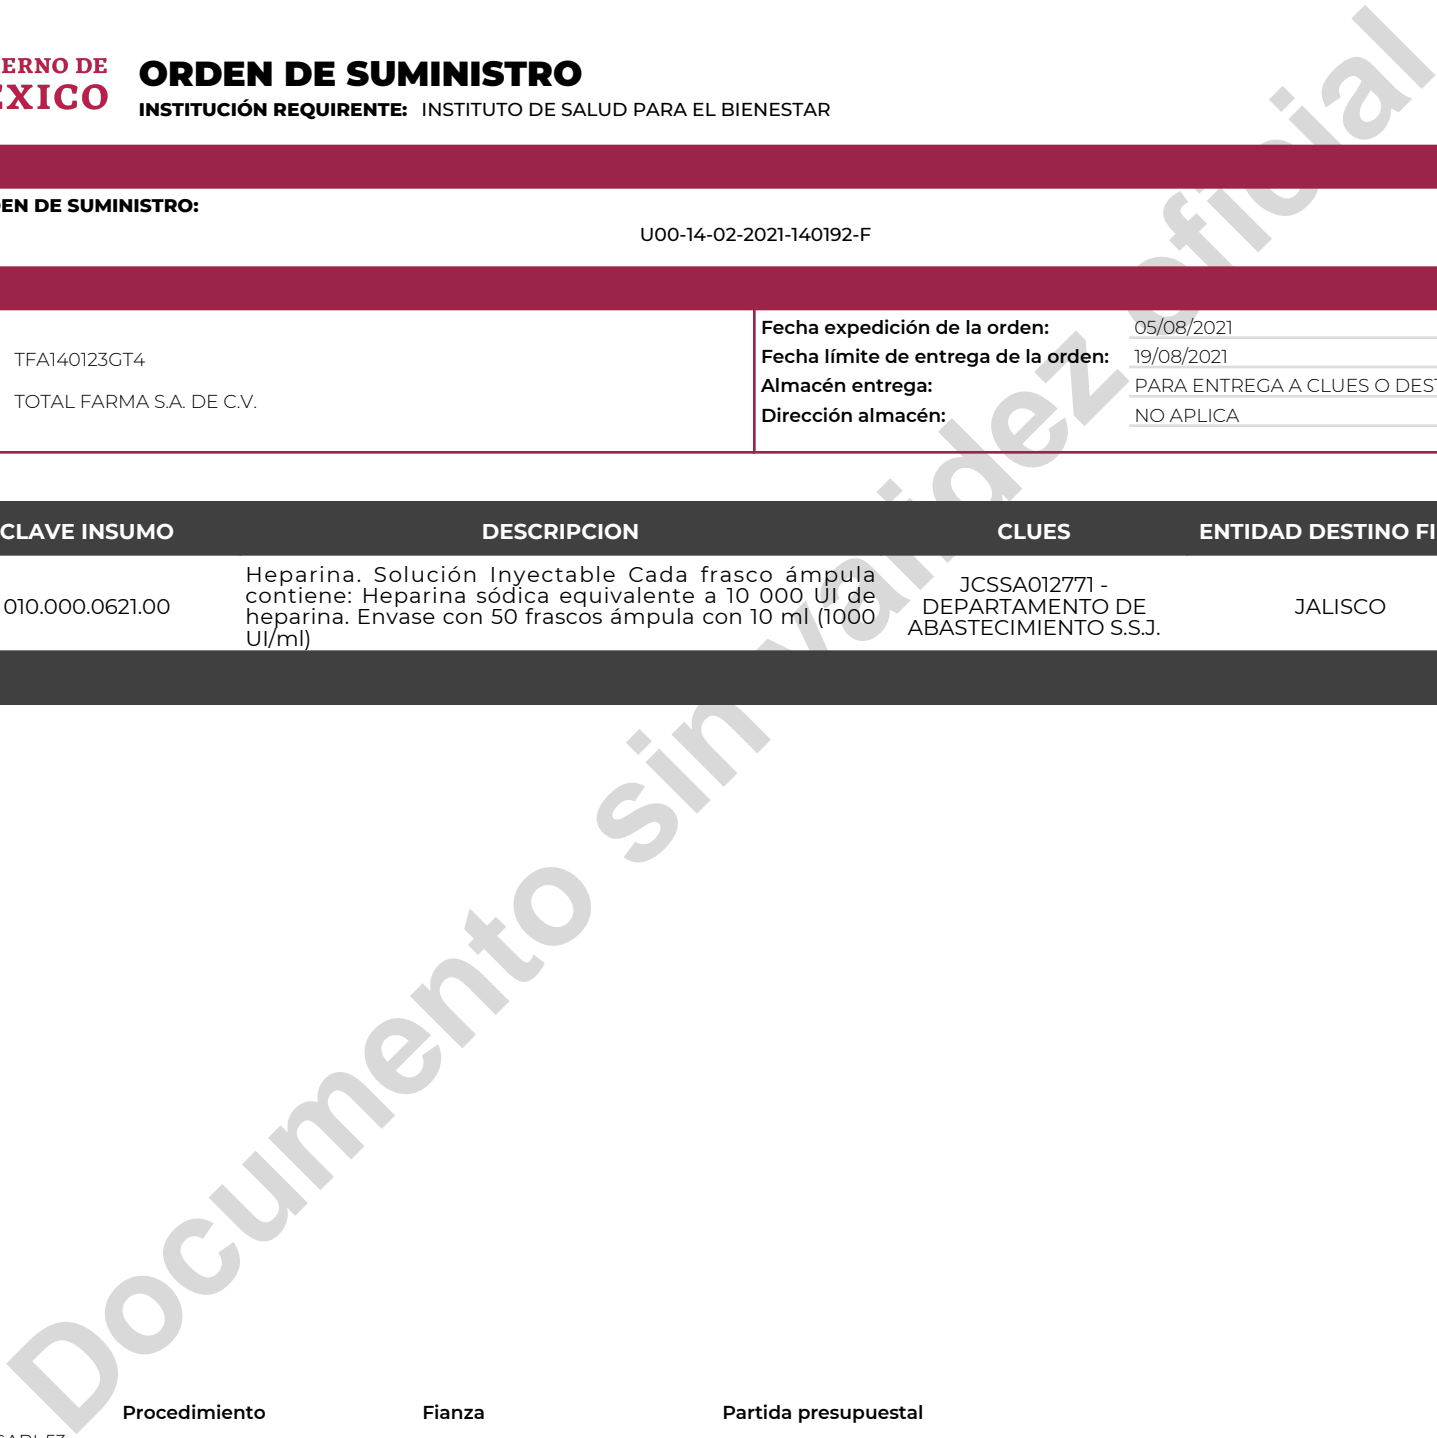 ERNO DE
ÉXICO
ORDEN DE SUMINISTRO
INSTITUCIÓN REQUIRENTE: INSTITUTO DE SALUD PARA EL BIENESTAR
EN DE SUMINISTRO:
U00-14-02-2021-140192-F
TFA140123GT4
TOTAL FARMA S.A. DE C.V.
Fecha expedición de la orden: 05/08/2021
Fecha límite de entrega de la orden: 19/08/2021
Almacén entrega: PARA ENTREGA A CLUES O DEST
Dirección almacén: NO APLICA
CLAVE INSUMO DESCRIPCION CLUES ENTIDAD DESTINO FI
010.000.0621.00
Heparina. Solución Inyectable Cada frasco ámpula
contiene: Heparina sódica equivalente a 10 000 UI de
heparina. Envase con 50 frascos ámpula con 10 ml (1000
UI/ml)
JCSSA012771 -
DEPARTAMENTO DE
ABASTECIMIENTO S.S.J.
JALISCO
Documento sin validez oficial
Procedimiento Fianza Partida presupuestal